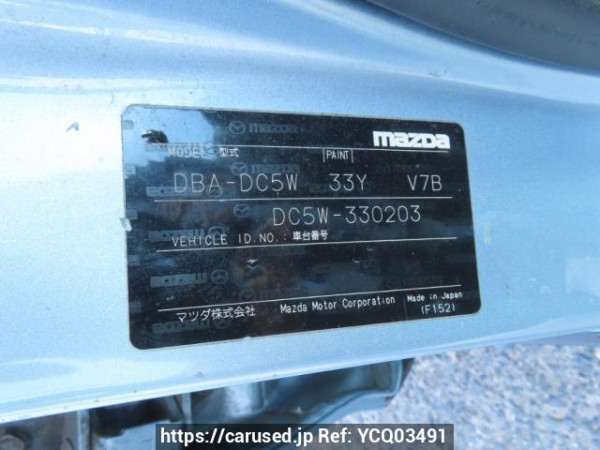 mazda
MODEL 型式 PAINT
DBA-DC5W 33Y V7B
DC5W-330203
VEHICLE ID.NO.: 車台番号
マツダ株式会社 Mazda Motor Corporation Made in Japan
(F152)
https://carused.jp Ref: YCQ03491